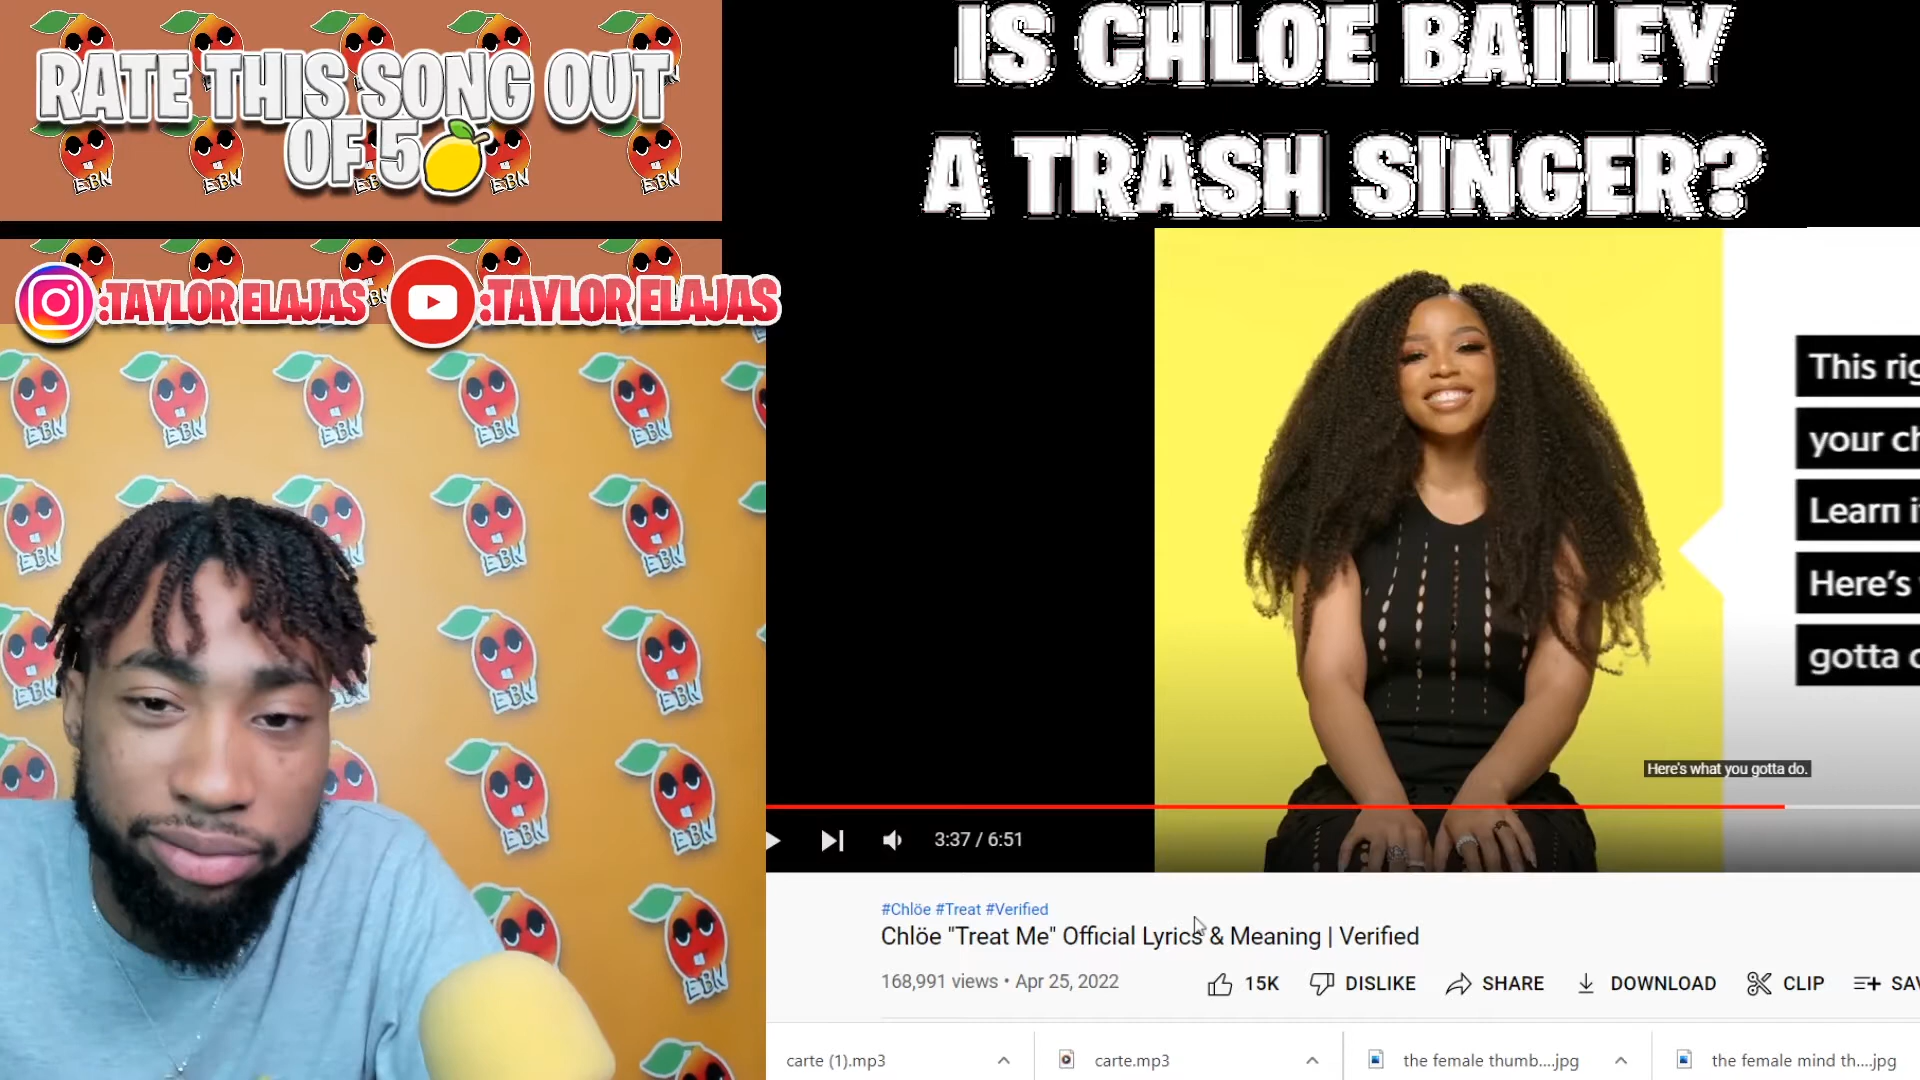 RATE THIS SONG OUT
OF 5
IS CHLOE BAILEY
A TRASH SINGER?
:TAYLOR ELAJAS
:TAYLOR ELAJAS
EBN
This rig
your ch
Learn i
Here's
gotta
Here's what you gotta do.
3:37 / 6:51
#Chlöe #Treat #Verified
Chlöe "Treat Me" Official Lyrics & Meaning | Verified
168,991 views • Apr 25, 2022
15K
DISLIKE
SHARE
DOWNLOAD
CLIP
SAV
carte (1).mp3
carte.mp3
the female thumb....jpg
the female mind th....jpg